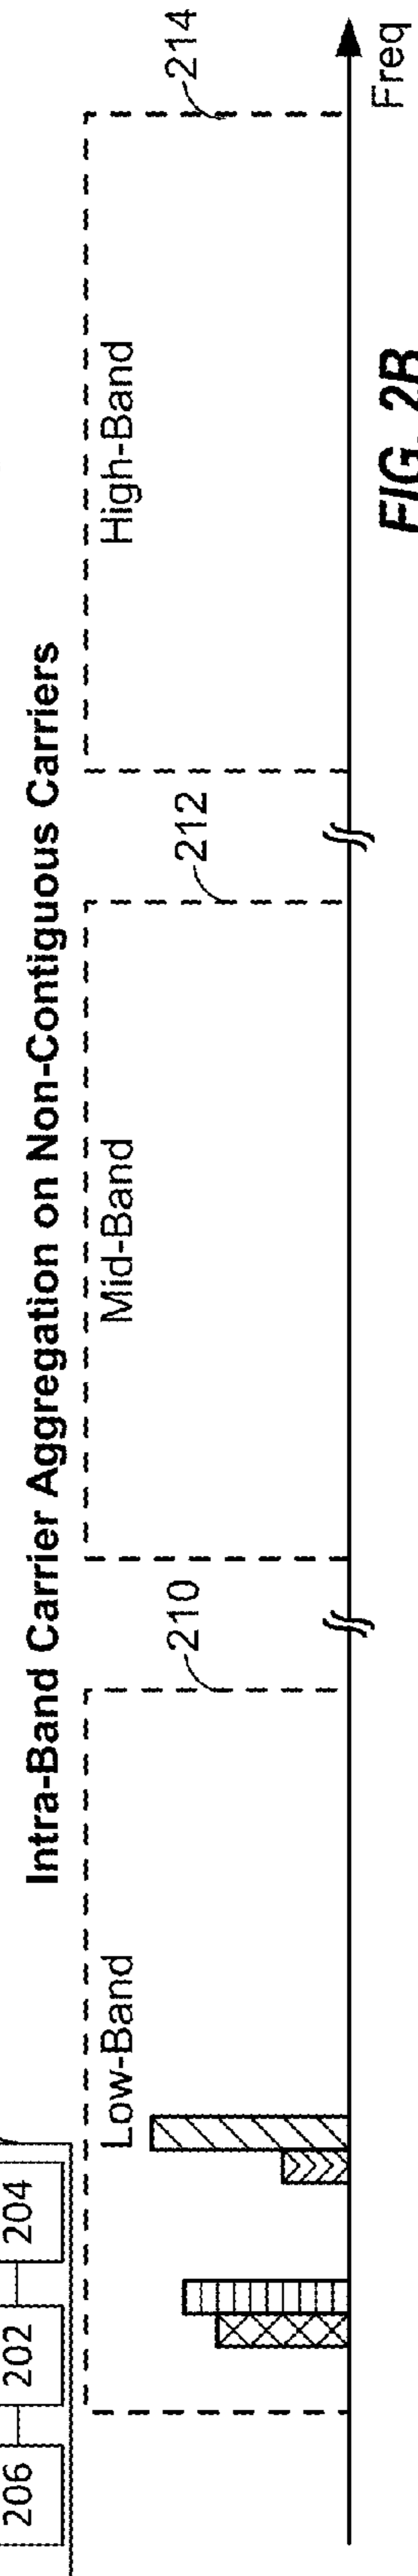 206 202 204
Intra-Band Carrier Aggregation on Non-Contiguous Carriers
Low-Band
210
Mid-Band
212
High-Band
214
Freq
FIG. 2B